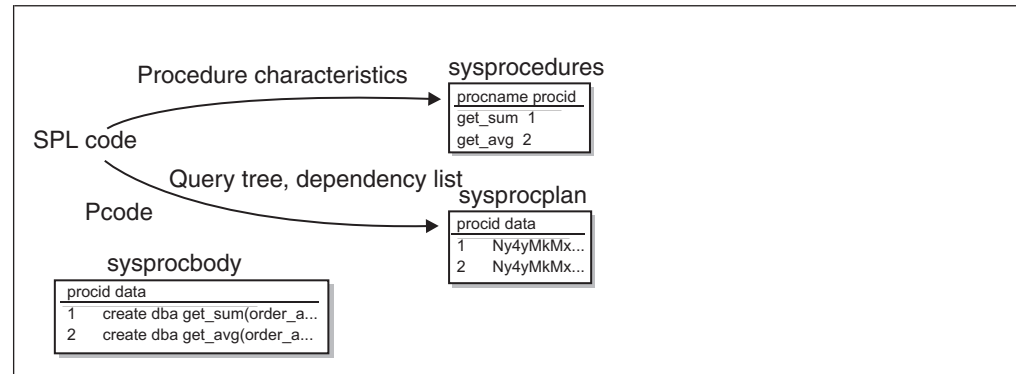 Procedure characteristics
sysprocedures
procname procid
get_sum 1
get_avg 2
SPL code
Query tree, dependency list
sysprocplan
procid data
1 Ny4yMkMx...
2 Ny4yMkMx...
Pcode
sysprocbody
procid data
1 create dba get_sum(order_a...
2 create dba get_avg(order_a...